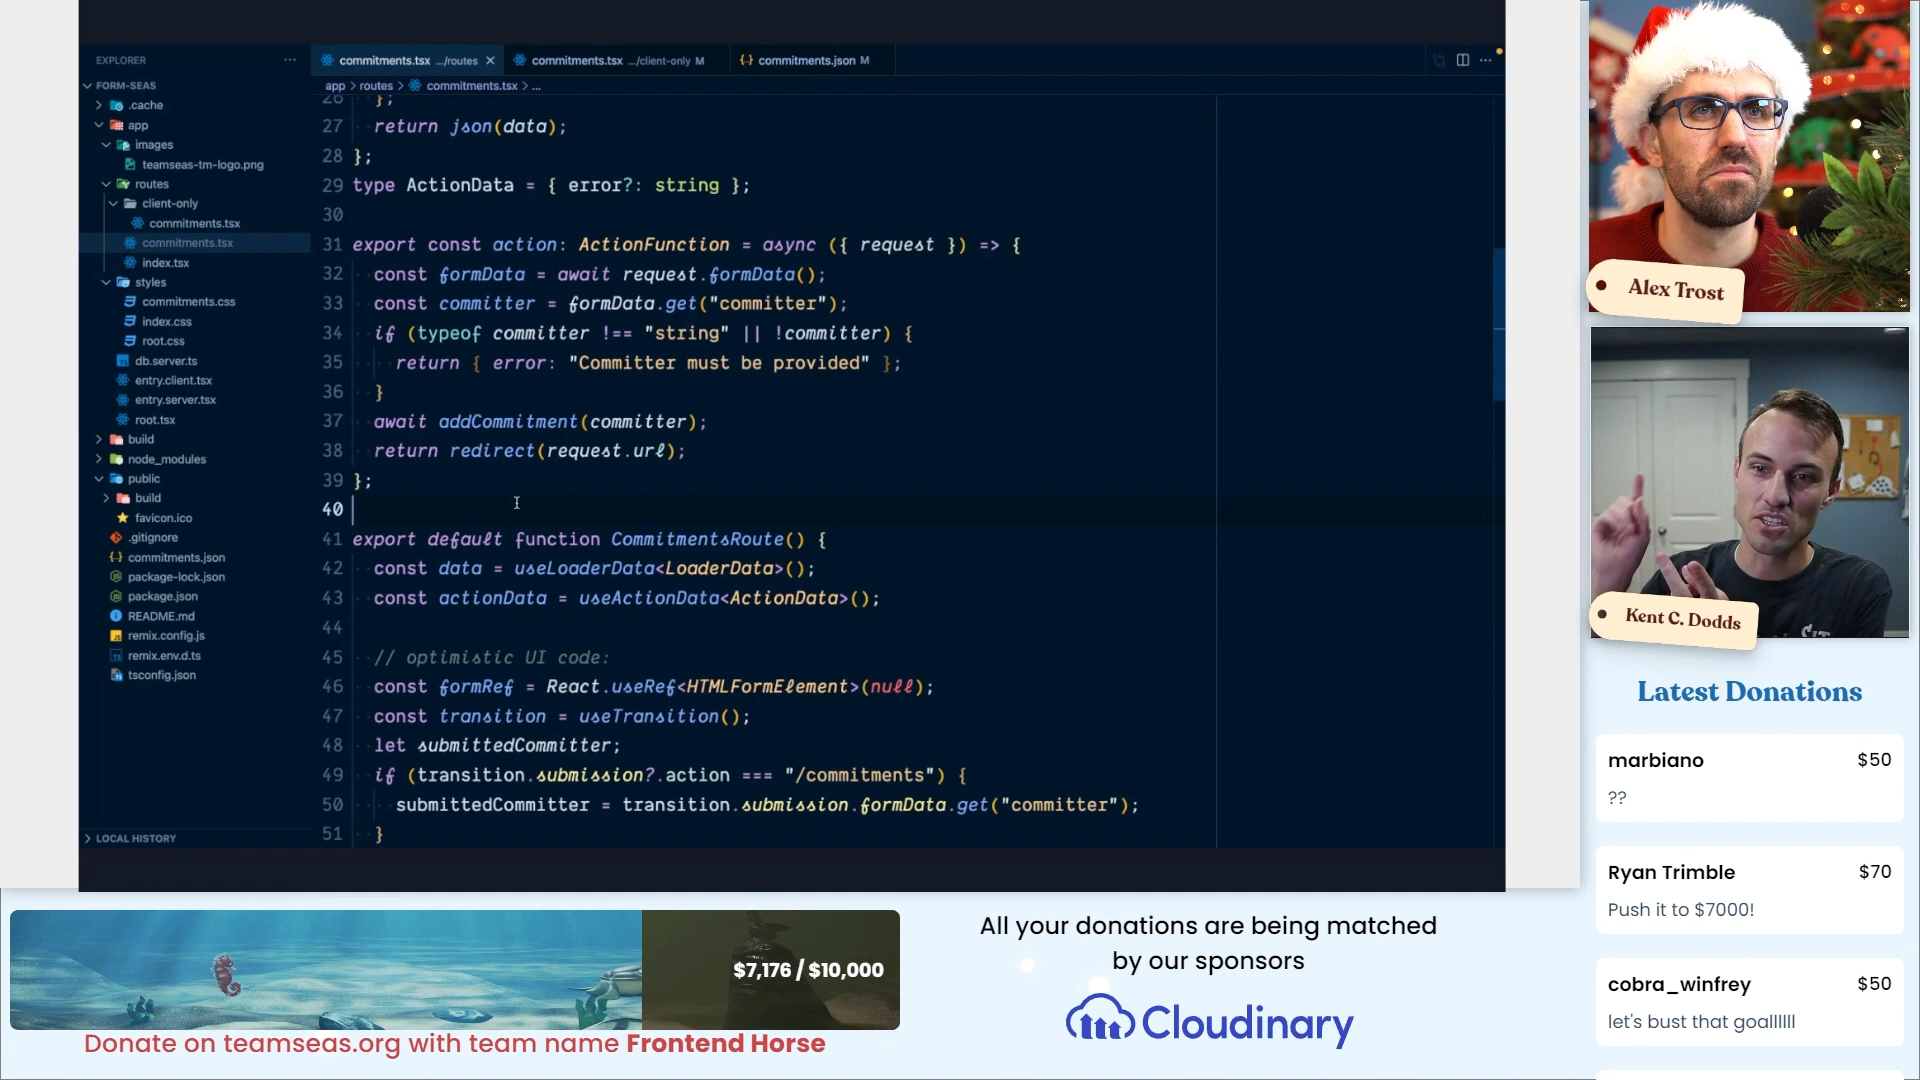 EXPLORER
FORM-SEAS
.cache
app
images
teamseas-tm-logo.png
routes
client-only
commitments.tsx
commitments.tsx
index.tsx
styles
commitments.css
index.css
root.css
db.server.ts
entry.client.tsx
entry.server.tsx
root.tsx
build
node_modules
public
build
favicon.ico
.gitignore
commitments.json
package-lock.json
package.json
README.md
remix.config.js
remix.env.d.ts
tsconfig.json
LOCAL HISTORY
commitments.tsx .../routes
commitments.tsx .../client-only M
commitments.json M
app > routes > commitments.tsx > ...
26 };
27 return json(data);
28 };
29 type ActionData = { error?: string };
30
31 export const action: ActionFunction = async ({ request }) => {
32 const formData = await request.formData();
33 const committer = formData.get("committer");
34 if (typeof committer !== "string" || !committer) {
35 return { error: "Committer must be provided" };
36 }
37 await addCommitment(committer);
38 return redirect(request.url);
39 };
40
41 export default function CommitmentsRoute() {
42 const data = useLoaderData<LoaderData>();
43 const actionData = useActionData<ActionData>();
44
45 // optimistic UI code:
46 const formRef = React.useRef<HTMLFormElement>(null);
47 const transition = useTransition();
48 let submittedCommitter;
49 if (transition.submission?.action === "/commitments") {
50 submittedCommitter = transition.submission.formData.get("committer");
51 }
Alex Trost
Kent C. Dodds
Latest Donations
marbiano $50
??
Ryan Trimble $70
Push it to $7000!
cobra_winfrey $50
let's bust that goallllll
$7,176 / $10,000
Donate on teamseas.org with team name Frontend Horse
All your donations are being matched
by our sponsors
Cloudinary